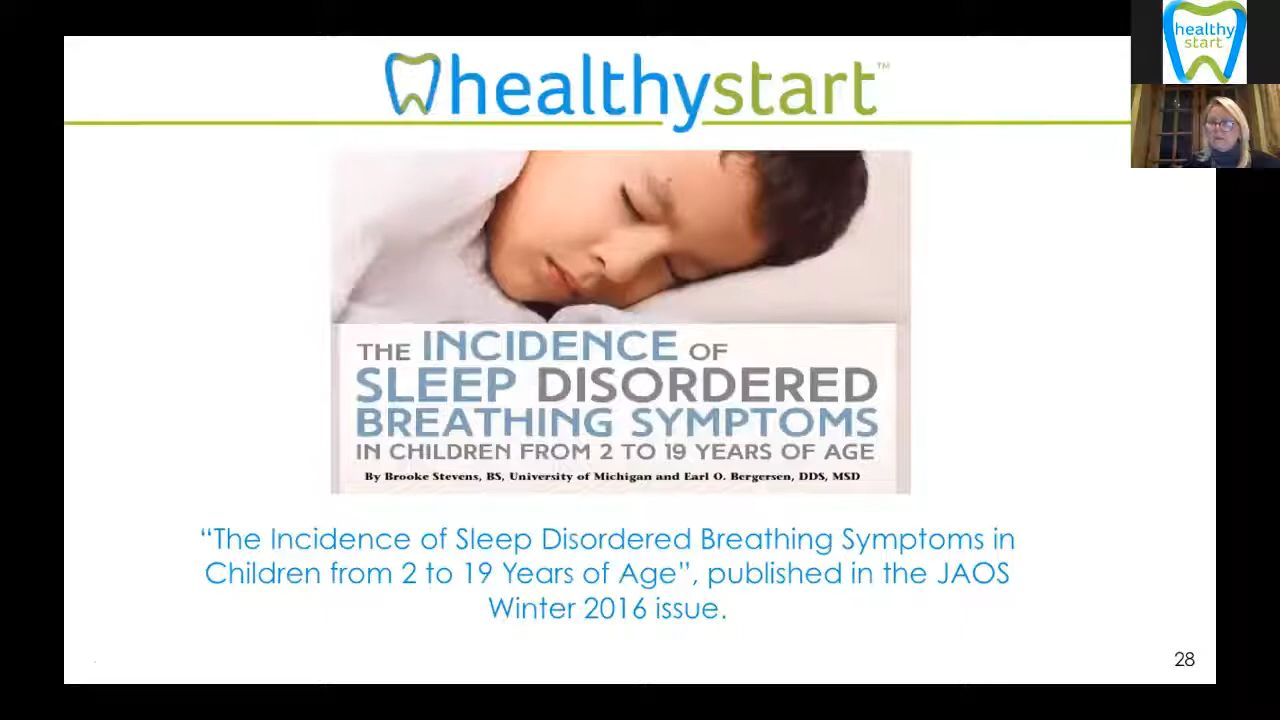 healthystart™
healthy
start
THE INCIDENCE OF
SLEEP DISORDERED
BREATHING SYMPTOMS
IN CHILDREN FROM 2 TO 19 YEARS OF AGE
By Brooke Stevens, BS, University of Michigan and Earl O. Bergersen, DDS, MSD
“The Incidence of Sleep Disordered Breathing Symptoms in
Children from 2 to 19 Years of Age”, published in the JAOS
Winter 2016 issue.
28